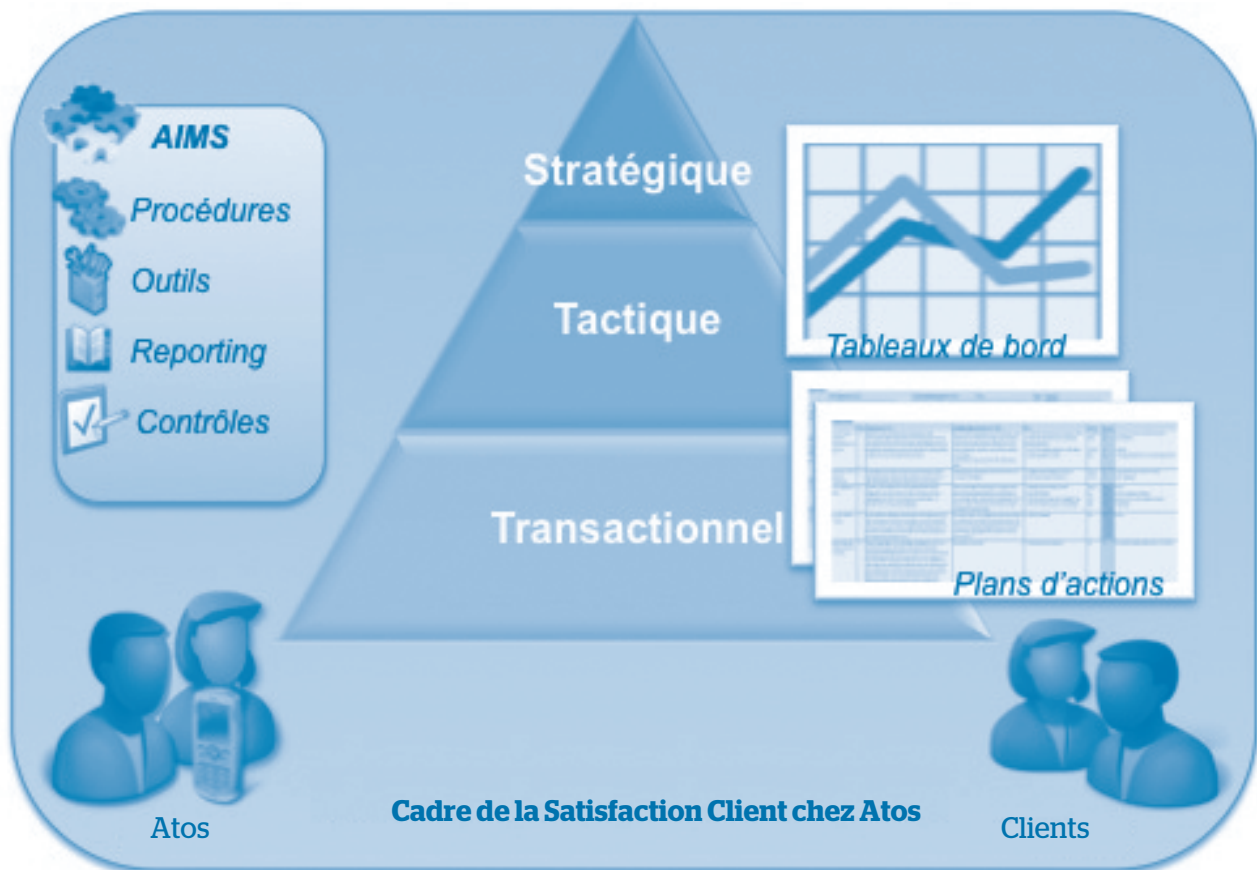 AIMS
Procédures
Outils
Reporting
Contrôles
Stratégique
Tactique
Transactionnel
Tableaux de bord
Plans d'actions
Atos
Cadre de la Satisfaction Client chez Atos
Clients